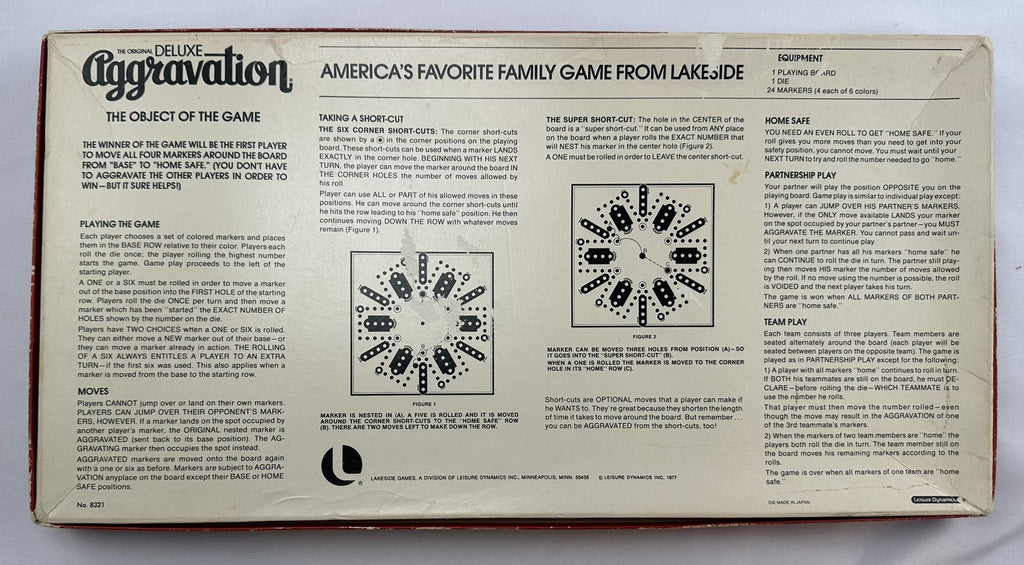 THE ORIGINAL DELUXE
Aggravation
AMERICA'S FAVORITE FAMILY GAME FROM LAKESIDE
EQUIPMENT
1 PLAYING BOARD
1 DIE
24 MARKERS (4 each of 6 colors)
THE OBJECT OF THE GAME
THE WINNER OF THE GAME WILL BE THE FIRST PLAYER
TO MOVE ALL FOUR MARKERS AROUND THE BOARD
FROM "BASE" TO "HOME SAFE." (YOU DON'T HAVE
TO AGGRAVATE THE OTHER PLAYERS IN ORDER TO
WIN—BUT IT SURE HELPS!)
PLAYING THE GAME
Each player chooses a set of colored markers and places
them in the BASE ROW relative to their color. Players each
roll the die once; the player rolling the highest number
starts the game. Game play proceeds to the left of the
starting player.
A ONE or a SIX must be rolled in order to move a marker
out of the base position into the FIRST HOLE of the starting
row. Players roll the die ONCE per turn and then move a
marker which has been "started" the EXACT NUMBER OF
HOLES shown by the number on the die.
Players have TWO CHOICES when a ONE or SIX is rolled.
They can either move a NEW marker out of their base—or
they can move a marker already in action. THE ROLLING
OF A SIX ALWAYS ENTITLES A PLAYER TO AN EXTRA
TURN—if the first six was used. This also applies when a
marker is moved from the base to the starting row.
MOVES
Players CANNOT jump over or land on their own markers.
PLAYERS CAN JUMP OVER THEIR OPPONENT'S MARK-
ERS, HOWEVER. If a marker lands on the spot occupied by
another player's marker, the ORIGINAL nested marker is
AGGRAVATED (sent back to its base position). The AG-
GRAVATING marker then occupies the spot instead.
AGGRAVATED markers are moved onto the board again
with a one or six as before. Markers are subject to AGGRA-
VATION anyplace on the board except their BASE or HOME
SAFE positions.
No. 8321
TAKING A SHORT-CUT
THE SIX CORNER SHORT-CUTS: The corner short-cuts
are shown by a ⦿ in the corner positions on the playing
board. These short-cuts can be used when a marker LANDS
EXACTLY in the corner hole. BEGINNING WITH HIS NEXT
TURN, the player can move the marker around the board IN
THE CORNER HOLES the number of moves allowed by
his roll.
Player can use ALL or PART of his allowed moves in these
positions. He can move around the corner short-cuts until
he hits the row leading to his "home safe" position. He then
continues moving DOWN THE ROW with whatever moves
remain (Figure 1).
A
B
FIGURE 1
MARKER IS NESTED IN (A). A FIVE IS ROLLED AND IT IS MOVED
AROUND THE CORNER SHORT-CUTS TO THE "HOME SAFE" ROW
(B). THERE ARE TWO MOVES LEFT TO MAKE DOWN THE ROW.
L
LAKESIDE GAMES, A DIVISION OF LEISURE DYNAMICS INC., MINNEAPOLIS, MINN. 55435 © LEISURE DYNAMICS INC. 1977
THE SUPER SHORT-CUT: The hole in the CENTER of the
board is a "super short-cut." It can be used from ANY place
on the board when a player rolls the EXACT NUMBER that
will NEST his marker in the center hole (Figure 2).
A ONE must be rolled in order to LEAVE the center short-cut.
B
FIGURE 2
MARKER CAN BE MOVED THREE HOLES FROM POSITION (A)—SO
IT GOES INTO THE "SUPER SHORT-CUT" (B).
WHEN A ONE IS ROLLED THE MARKER IS MOVED TO THE CORNER
HOLE IN ITS "HOME" ROW (C).
Short-cuts are OPTIONAL moves that a player can make if
he WANTS to. They're great because they shorten the length
of time it takes to move around the board. But remember...
you can be AGGRAVATED from the short-cuts, too!
HOME SAFE
YOU NEED AN EVEN ROLL TO GET "HOME SAFE." If your
roll gives you more moves than you need to get into your
safety position, you cannot move. You must wait until your
NEXT TURN to try and roll the number needed to go "home."
PARTNERSHIP PLAY
Your partner will play the position OPPOSITE you on the
playing board. Game play is similar to individual play except:
1) A player can JUMP OVER HIS PARTNER'S MARKERS.
However, if the ONLY move available LANDS your marker
on the spot occupied by your partner's partner—you MUST
AGGRAVATE THE MARKER. You cannot pass and wait un-
til your next turn to continue play.
2) When one partner has all his markers "home safe" he
can CONTINUE to roll the die in turn. The partner still play-
ing then moves HIS marker the number of moves allowed
by the roll. If no move using the number is possible, the roll
is VOIDED and the next player takes his turn.
The game is won when ALL MARKERS OF BOTH PART-
NERS are "home safe."
TEAM PLAY
Each team consists of three players. Team members are
seated alternately around the board (each player will be
seated between players on the opposite team). The game is
played as in PARTNERSHIP PLAY except for the following:
1) A player with all markers "home" continues to roll in turn.
If BOTH his teammates are still on the board, he must DE-
CLARE—before rolling the die—WHICH TEAMMATE is to
use the number he rolls.
That player must then move the number rolled—even
though the move may result in the AGGRAVATION of one
of the 3rd teammate's markers.
2) When the markers of two team members are "home" the
players both roll the die in turn. The team member still on
the board moves his remaining markers according to the
rolls.
The game is over when all markers of one team are "home
safe."
DIE MADE IN JAPAN
Leisure Dynamics